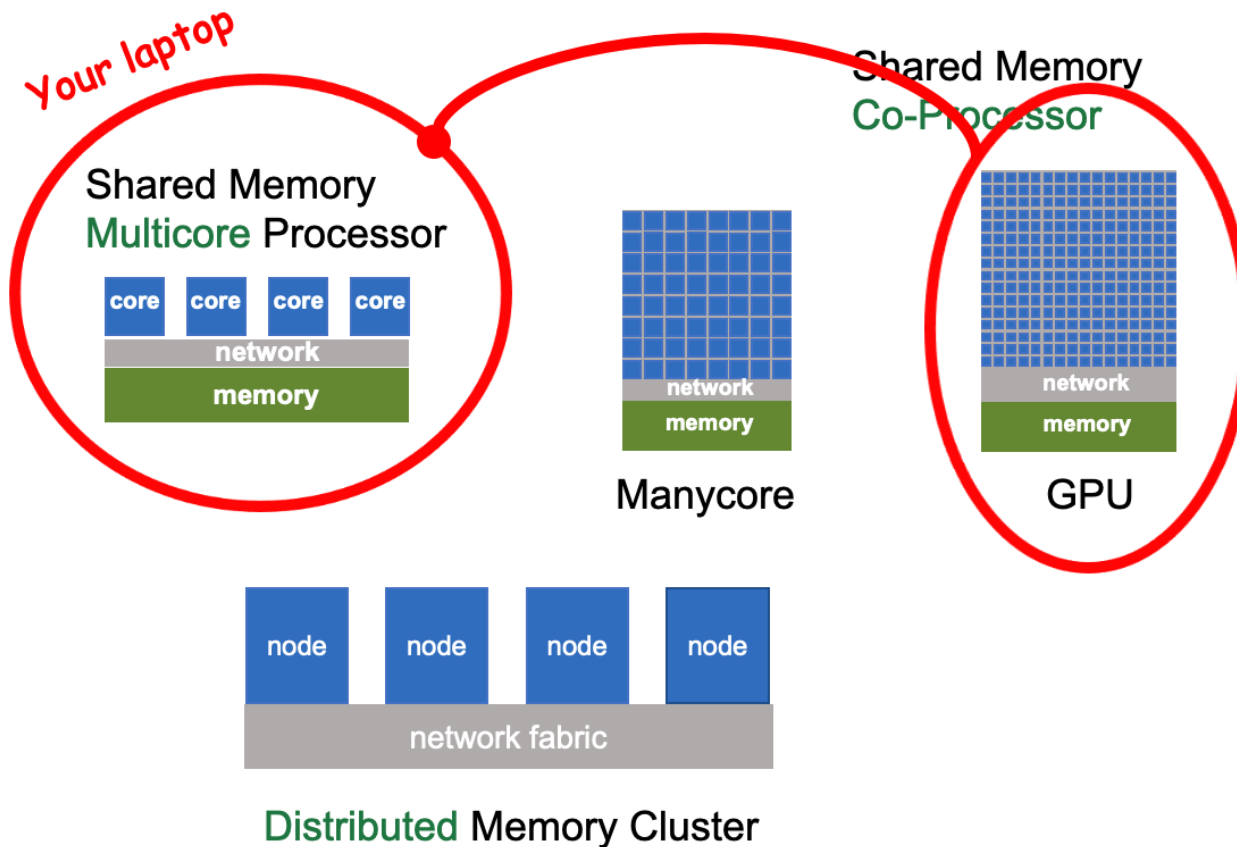 Your laptop
Shared Memory
Co-Processor
Shared Memory
Multicore Processor
core core core core
network
memory
network
memory
Manycore
network
memory
GPU
node node node node
network fabric
Distributed Memory Cluster